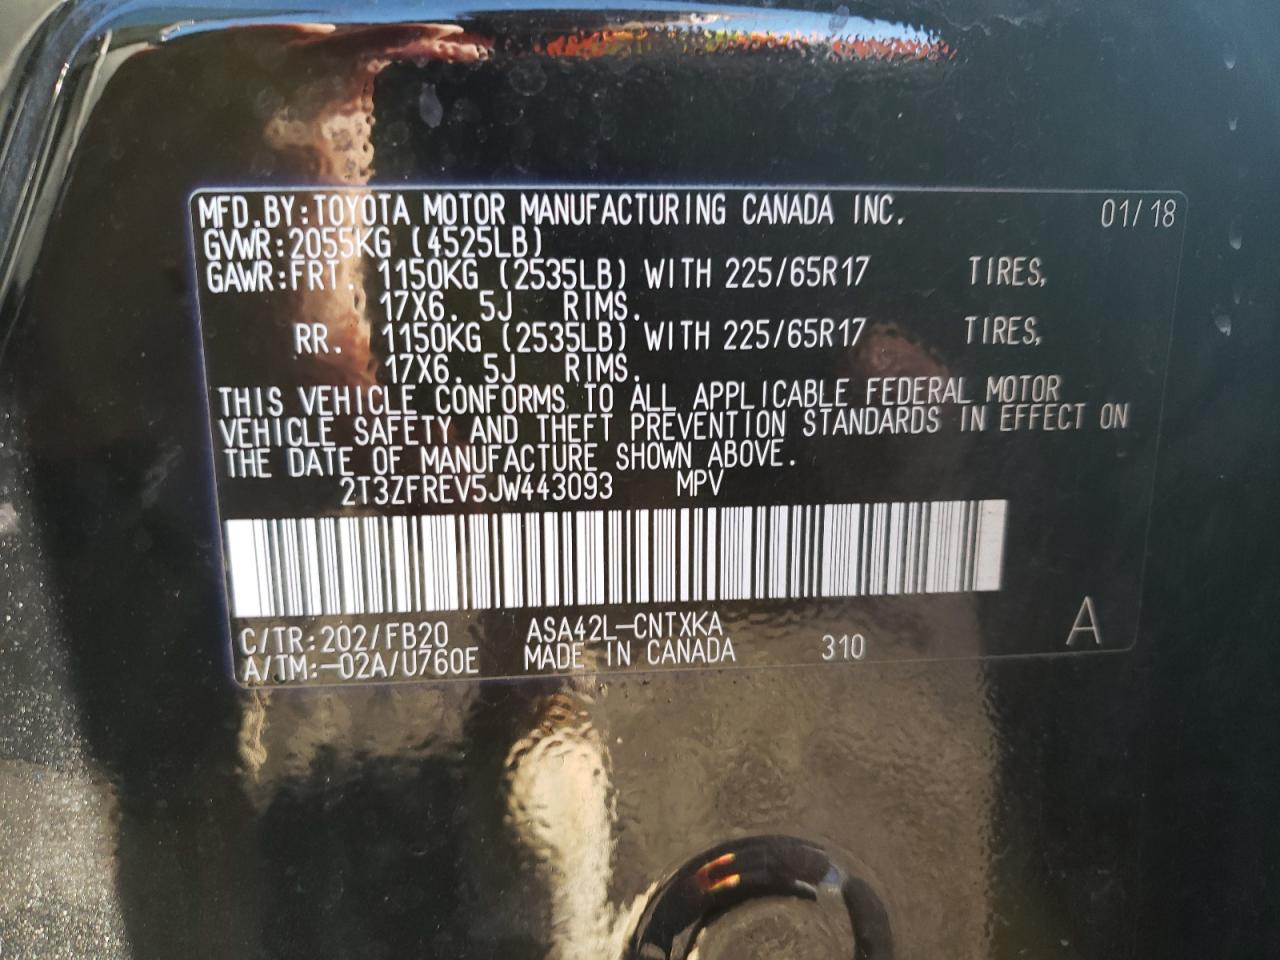 MFD.BY:TOYOTA MOTOR MANUFACTURING CANADA INC. 01/18
GVWR:2055KG (4525LB)
GAWR:FRT. 1150KG (2535LB) WITH 225/65R17 TIRES,
17X6. 5J RIMS.
RR. 1150KG (2535LB) WITH 225/65R17 TIRES,
17X6. 5J RIMS.
THIS VEHICLE CONFORMS TO ALL APPLICABLE FEDERAL MOTOR
VEHICLE SAFETY AND THEFT PREVENTION STANDARDS IN EFFECT ON
THE DATE OF MANUFACTURE SHOWN ABOVE.
2T3ZFREV5JW443093 MPV
C/TR:202/FB20 ASA42L-CNTXKA
A/TM:-02A/U760E MADE IN CANADA 310 A